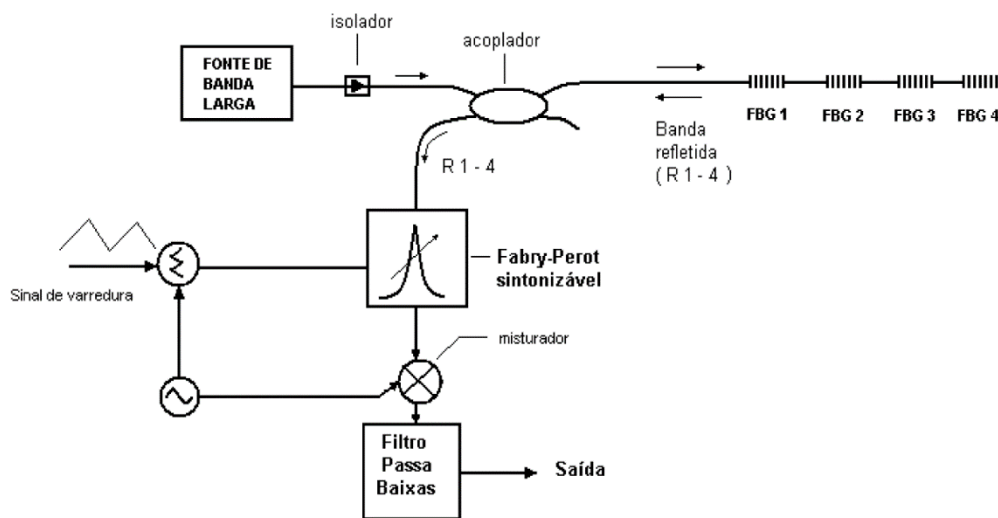 isolador
acoplador
FONTE DE
BANDA
LARGA
FBG 1
FBG 2
FBG 3
FBG 4
Banda
refletida
( R 1 - 4 )
R 1 - 4
Fabry-Perot
sintonizável
Sinal de varredura
misturador
Filtro
Passa
Baixas
Saída